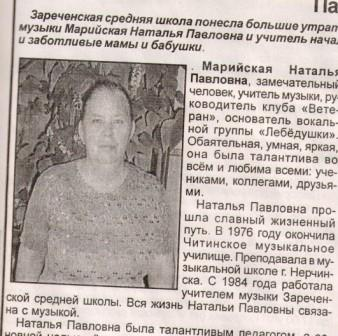 Па
Зареченская средняя школа понесла большие утрат
музыки Марийская Наталья Павловна и учитель нача
и заботливые мамы и бабушки.
. Марийская Наталья
Павловна, замечательный
человек, учитель музыки, ру
ководитель клуба «Вете-
ран», основатель вокаль-
ной группы «Лебёдушки».
Обаятельная, умная, яркая,
она была талантлива во
всём и любима всеми: уче-
никами, коллегами, друзья-
ми.
Наталья Павловна про
шла славный жизненный
путь. В 1976 году окончила
Читинское музыкальное
училище. Преподавала в му-
зыкальной школе г. Нерчин-
ска. С 1984 года работала
учителем музыки Заречен-
ской средней школы. Вся жизнь Натальи Павловны связа-
на с музыкой.
Наталья Павловна была талантливым педагогом.